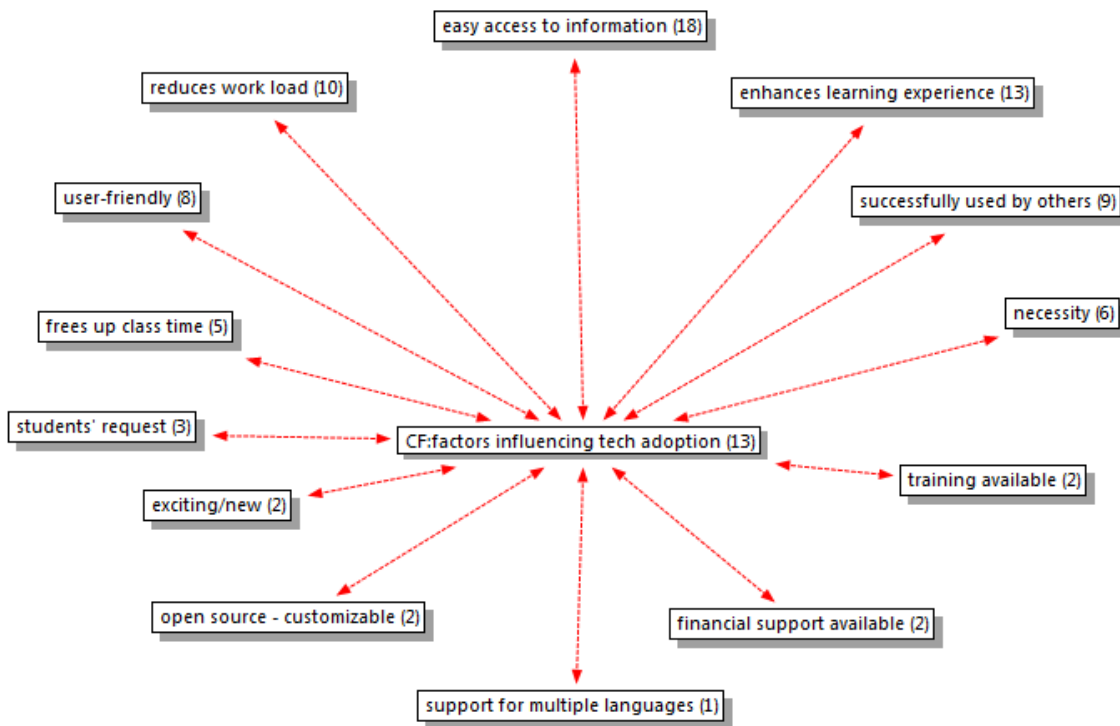 easy access to information (18)
reduces work load (10)
enhances learning experience (13)
user-friendly (8)
successfully used by others (9)
frees up class time (5)
necessity (6)
students' request (3)
CF:factors influencing tech adoption (13)
training available (2)
exciting/new (2)
open source - customizable (2)
financial support available (2)
support for multiple languages (1)